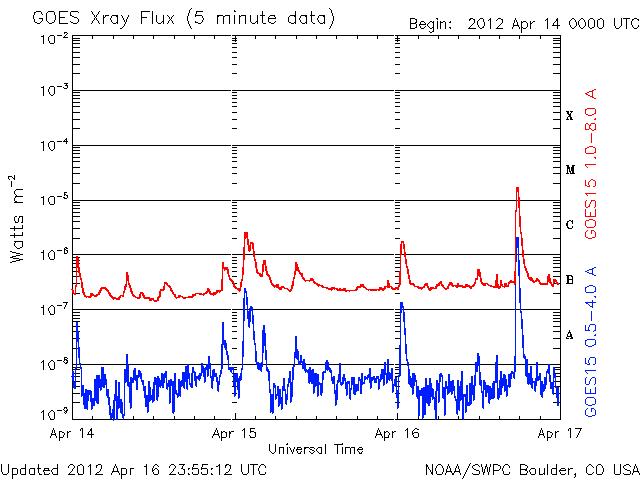 GOES Xray Flux (5 minute data)
Begin: 2012 Apr 14 0000 UTC
10⁻²
10⁻³
10⁻⁴
10⁻⁵
10⁻⁶
10⁻⁷
10⁻⁸
10⁻⁹
Watts m⁻²
X
M
C
B
A
GOES15 1.0-8.0 A
GOES15 0.5-4.0 A
Apr 14
Apr 15
Apr 16
Apr 17
Universal Time
Updated 2012 Apr 16 23:55:12 UTC
NOAA/SWPC Boulder, CO USA